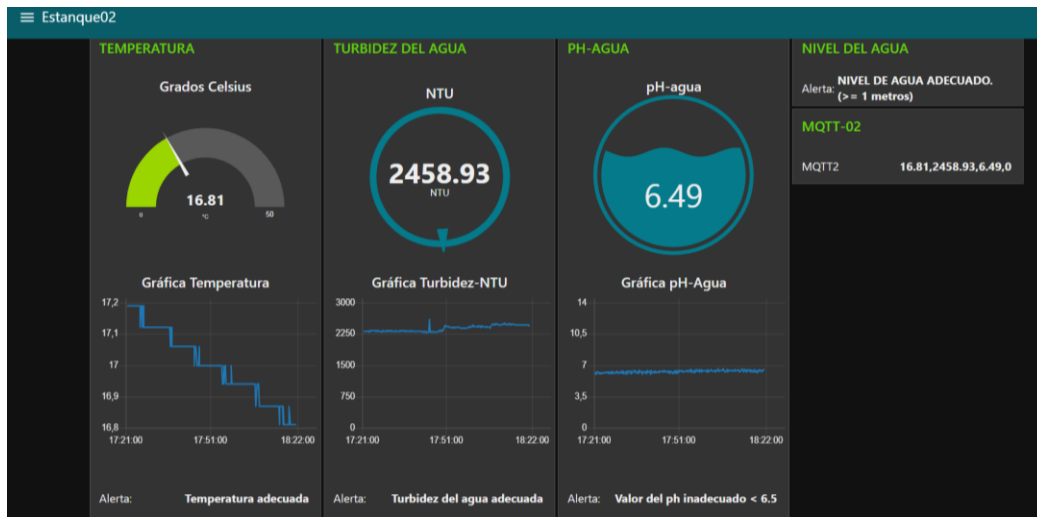 Estanque02
TEMPERATURA
Grados Celsius
16.81
°C
0
50
Gráfica Temperatura
17,2
17,1
17
16,9
16,8
17:21:00
17:51:00
18:22:00
Alerta: Temperatura adecuada
TURBIDEZ DEL AGUA
NTU
2458.93
NTU
Gráfica Turbidez-NTU
3000
2250
1500
750
0
17:21:00
17:51:00
18:22:00
Alerta: Turbidez del agua adecuada
PH-AGUA
pH-agua
6.49
Gráfica pH-Agua
14
10,5
7
3,5
0
17:21:00
17:51:00
18:22:00
Alerta: Valor del ph inadecuado < 6.5
NIVEL DEL AGUA
Alerta: NIVEL DE AGUA ADECUADO.
(>= 1 metros)
MQTT-02
MQTT2 16.81,2458.93,6.49,0